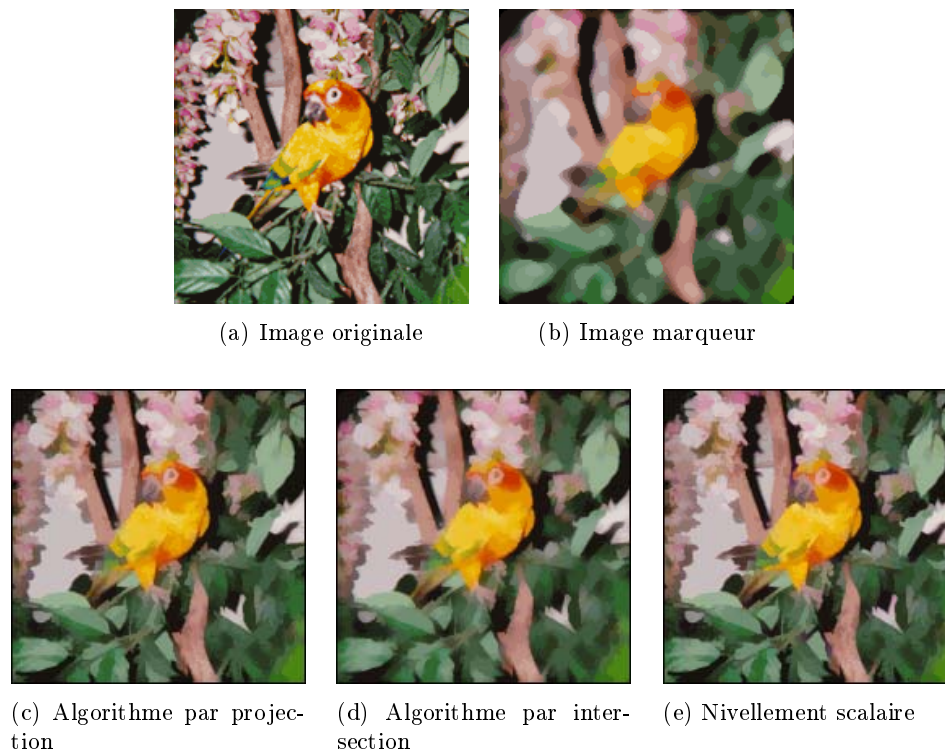 (a) Image originale
(b) Image marqueur
(c) Algorithme par projec-
tion
(d) Algorithme par inter-
section
(e) Nivellement scalaire